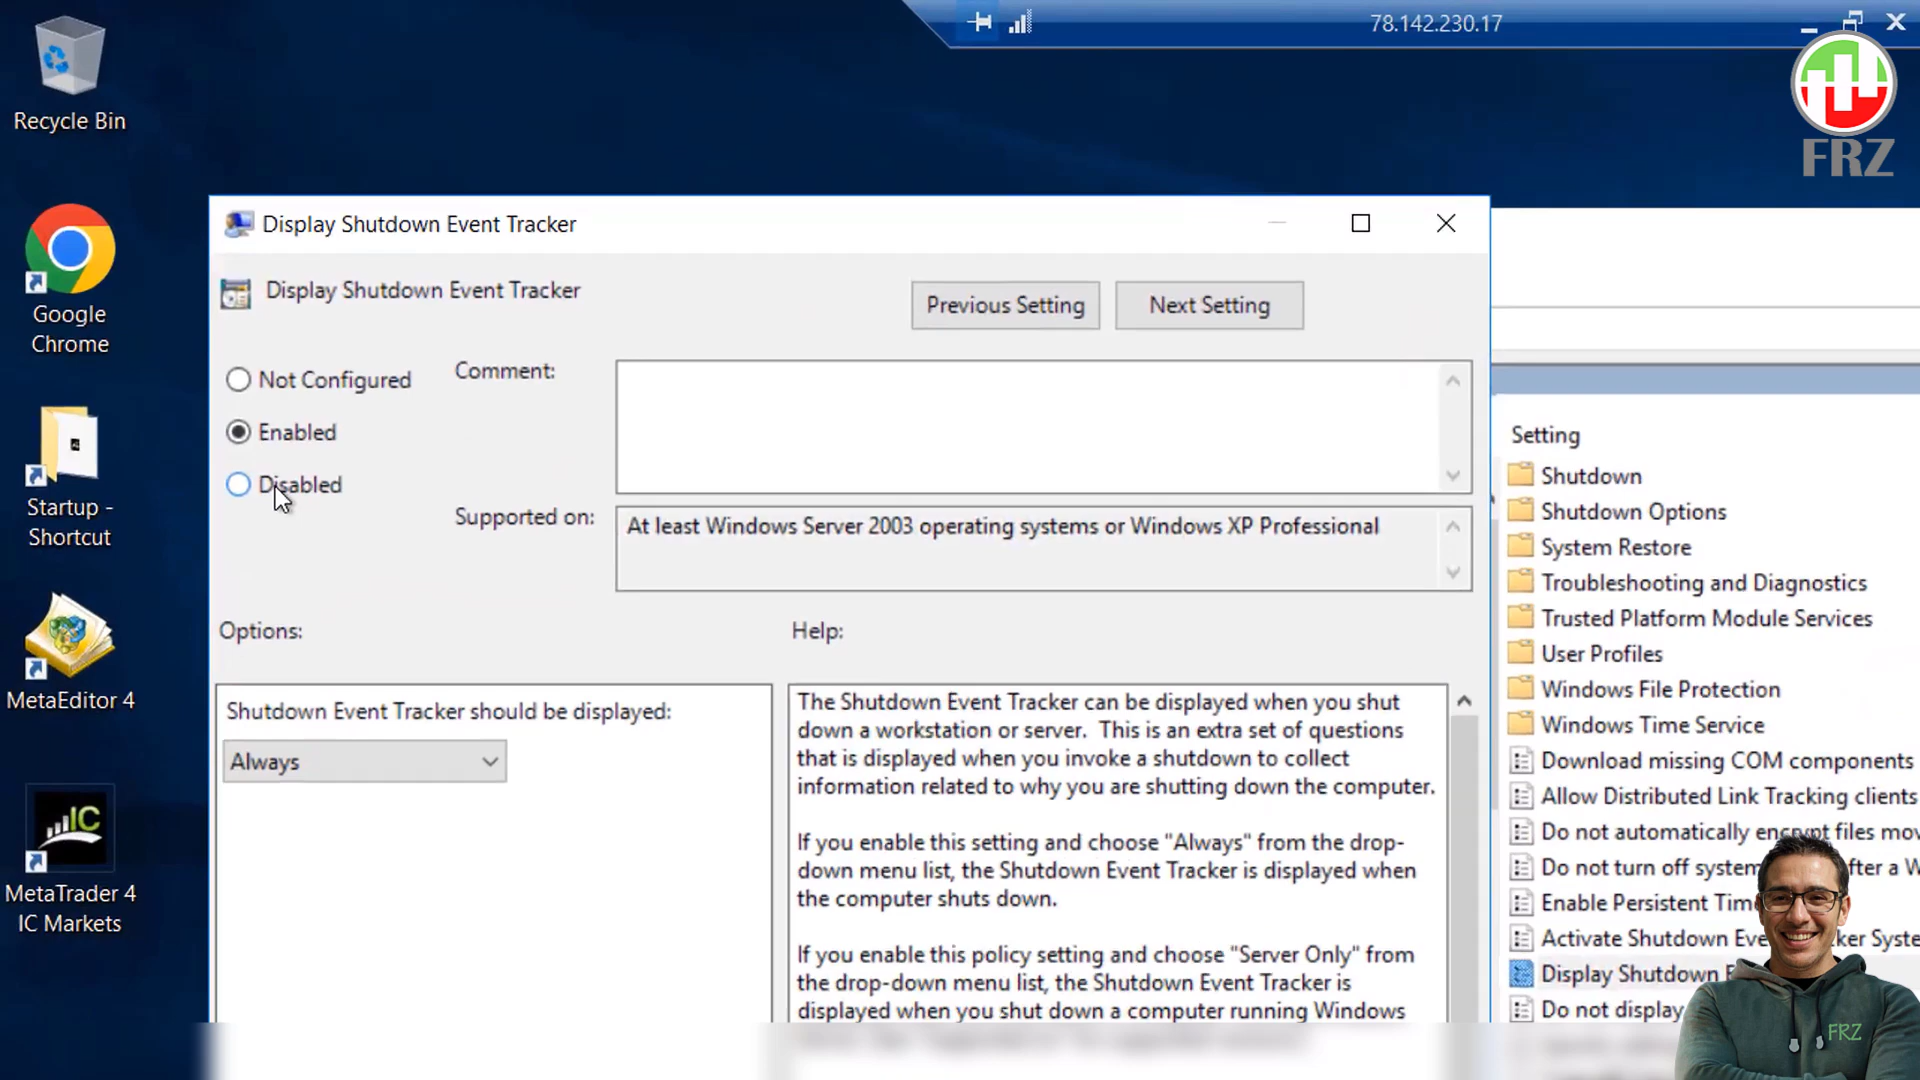 78.142.230.17
FRZ
Recycle Bin
Google
Chrome
Startup -
Shortcut
MetaEditor 4
IC
MetaTrader 4
IC Markets
Display Shutdown Event Tracker
Display Shutdown Event Tracker
Previous Setting
Next Setting
Not Configured
Enabled
Disabled
Comment:
Supported on:
At least Windows Server 2003 operating systems or Windows XP Professional
Options:
Help:
Shutdown Event Tracker should be displayed:
Always
The Shutdown Event Tracker can be displayed when you shut
down a workstation or server.  This is an extra set of questions
that is displayed when you invoke a shutdown to collect
information related to why you are shutting down the computer.
If you enable this setting and choose "Always" from the drop-
down menu list, the Shutdown Event Tracker is displayed when
the computer shuts down.
If you enable this policy setting and choose "Server Only" from
the drop-down menu list, the Shutdown Event Tracker is
displayed when you shut down a computer running Windows
Setting
Shutdown
Shutdown Options
System Restore
Troubleshooting and Diagnostics
Trusted Platform Module Services
User Profiles
Windows File Protection
Windows Time Service
Download missing COM components
Allow Distributed Link Tracking clients
Do not automatically encrypt files mov
Do not turn off system after a W
Enable Persistent Tim
Activate Shutdown Eve ker Syste
Display Shutdown E
Do not display
FRZ